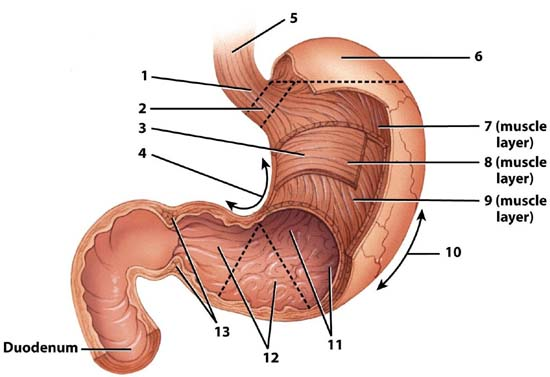 5
6
1
2
3
4
7 (muscle
layer)
8 (muscle
layer)
9 (muscle
layer)
10
13
12
11
Duodenum